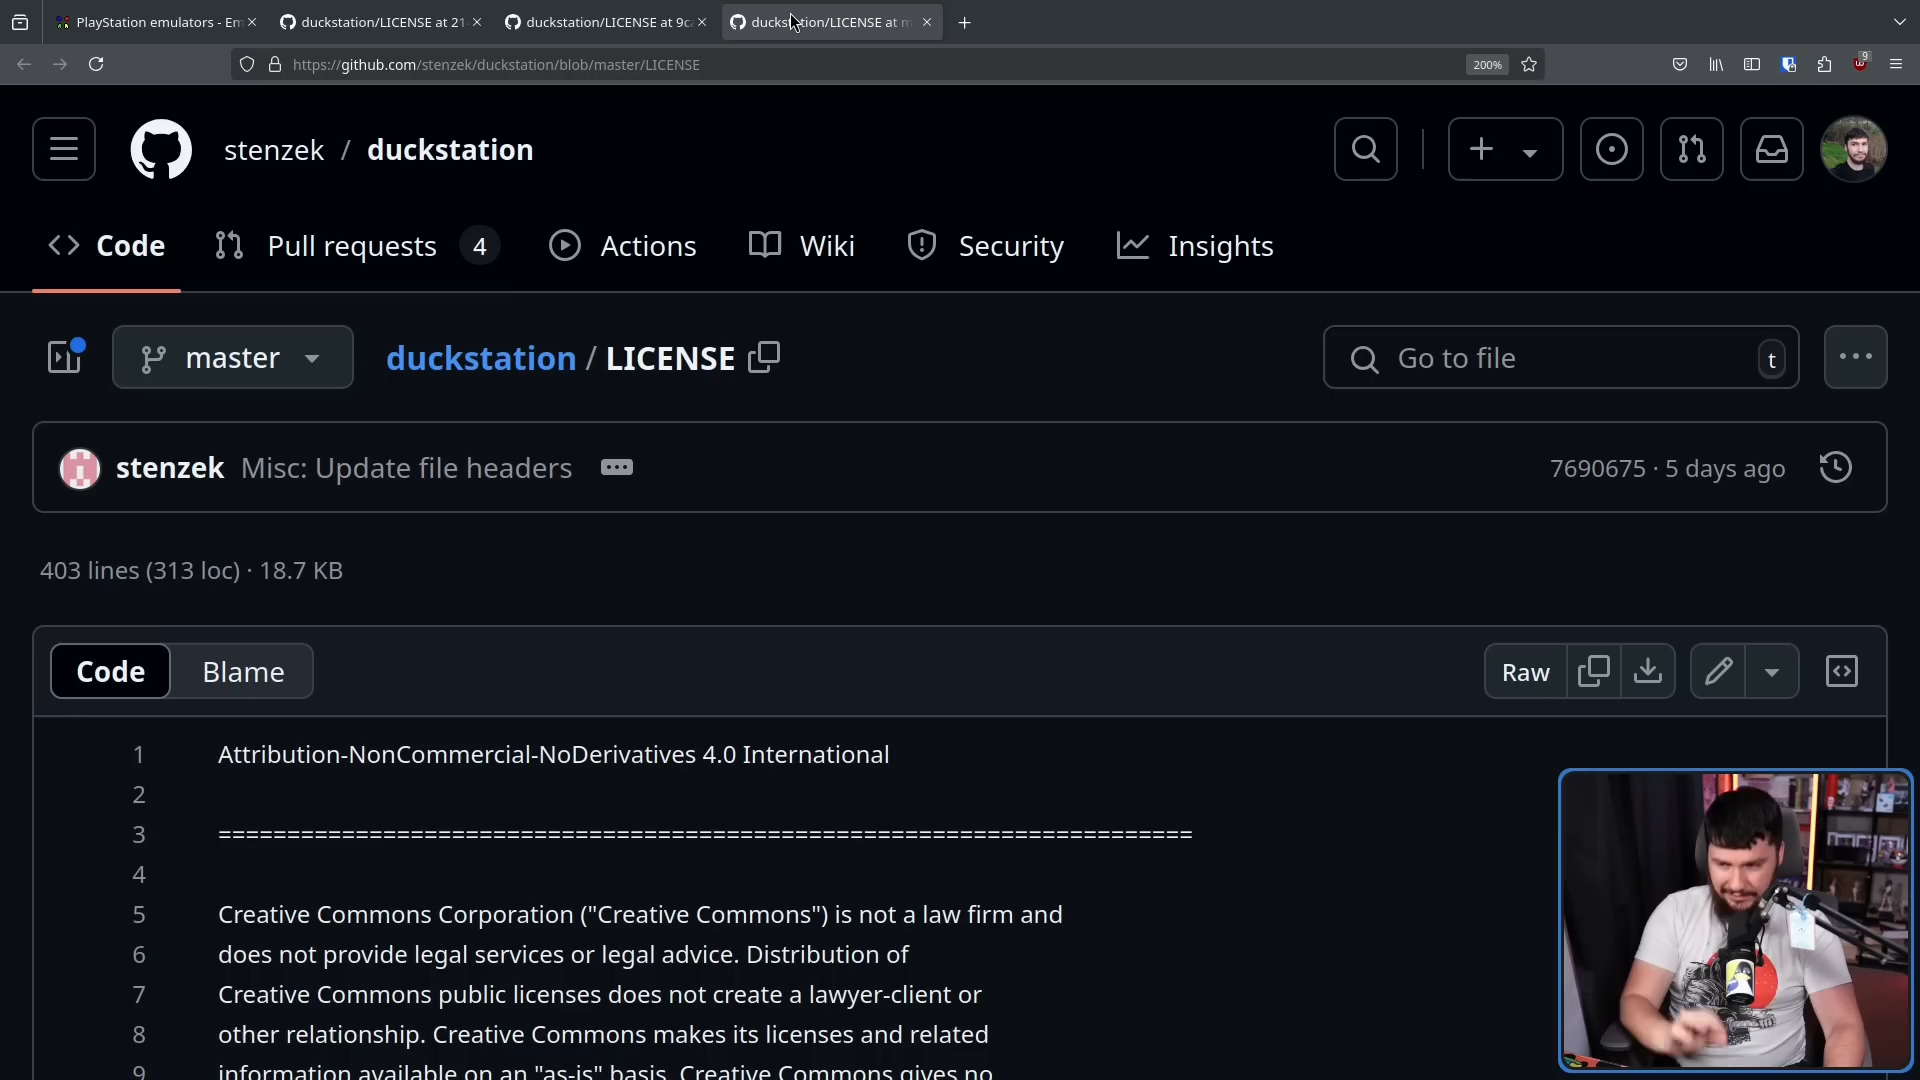 PlayStation emulators - Em
duckstation/LICENSE at 21
duckstation/LICENSE at 9c
duckstation/LICENSE at m
https://github.com/stenzek/duckstation/blob/master/LICENSE
200%
9
stenzek / duckstation
Code
Pull requests 4
Actions
Wiki
Security
Insights
master
duckstation / LICENSE
Go to file
t
stenzek Misc: Update file headers
7690675 · 5 days ago
403 lines (313 loc) · 18.7 KB
Code
Blame
Raw
1 Attribution-NonCommercial-NoDerivatives 4.0 International
2
3 =======================================================================
4
5 Creative Commons Corporation ("Creative Commons") is not a law firm and
6 does not provide legal services or legal advice. Distribution of
7 Creative Commons public licenses does not create a lawyer-client or
8 other relationship. Creative Commons makes its licenses and related
9 information available on an "as-is" basis. Creative Commons gives no